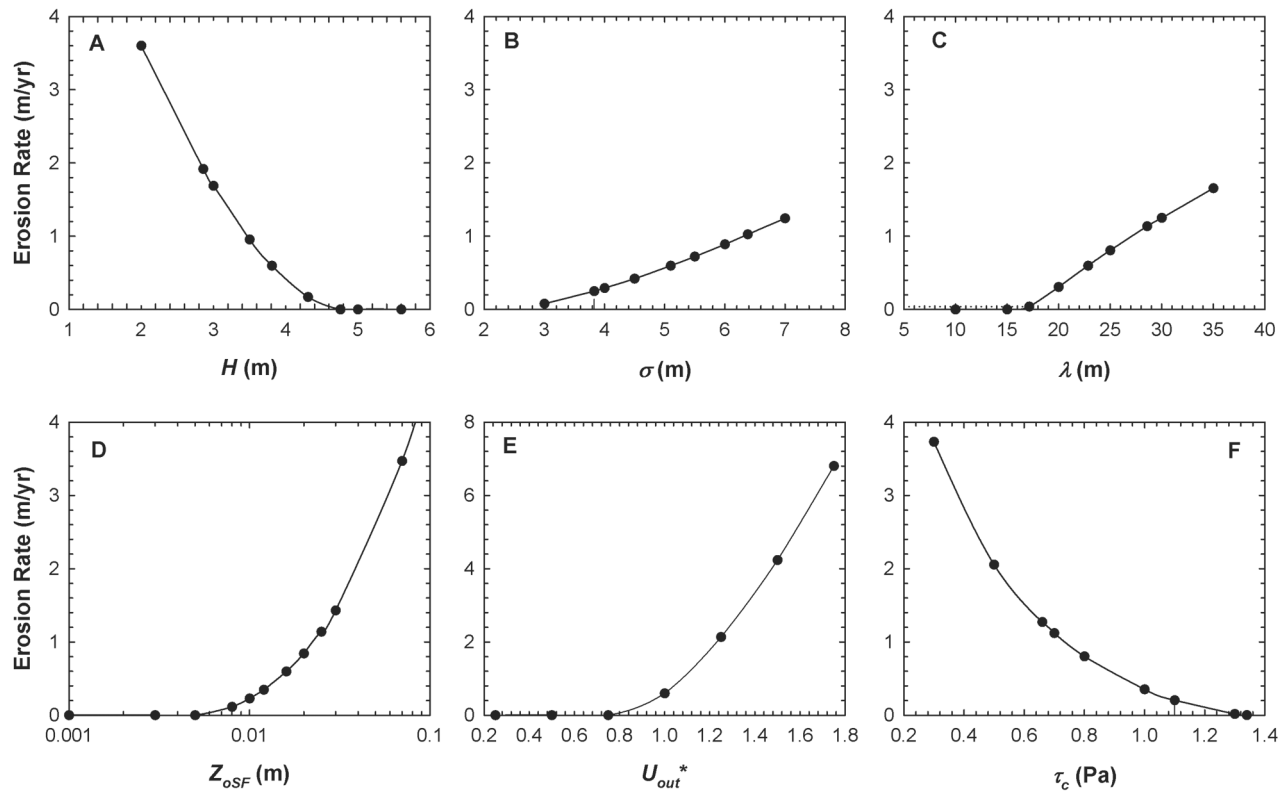 A
B
C
Erosion Rate (m/yr)
4
3
2
1
0
4
3
2
1
0
4
3
2
1
0
1 2 3 4 5 6
2 3 4 5 6 7 8
5 10 15 20 25 30 35 40
H (m)
σ (m)
λ (m)
D
E
F
Erosion Rate (m/yr)
4
3
2
1
0
8
6
4
2
0
4
3
2
1
0
0.001 0.01 0.1
0.2 0.4 0.6 0.8 1.0 1.2 1.4 1.6 1.8
0.2 0.4 0.6 0.8 1.0 1.2 1.4
Z_oSF (m)
U_out*
τ_c (Pa)